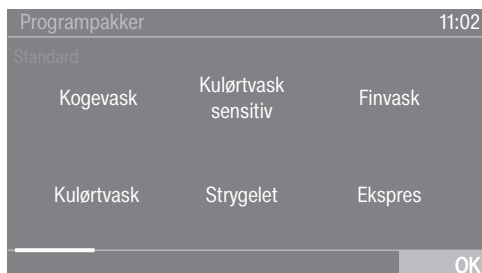 Programpakker 11:02
Standard
Kogevask Kulørtvask sensitiv Finvask
Kulørtvask Strygelet Ekspres
OK